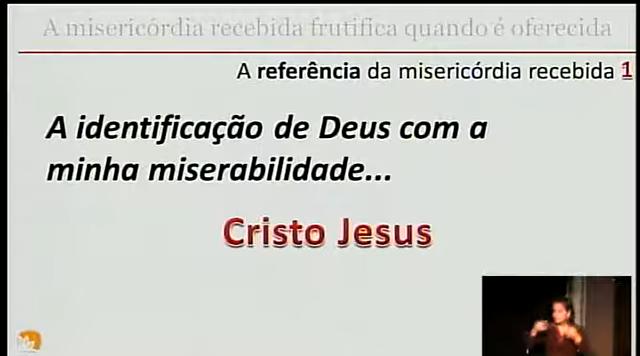 A misericórdia recebida frutifica quando é oferecida
A referência da misericórdia recebida 1
A identificação de Deus com a
minha miserabilidade...
Cristo Jesus